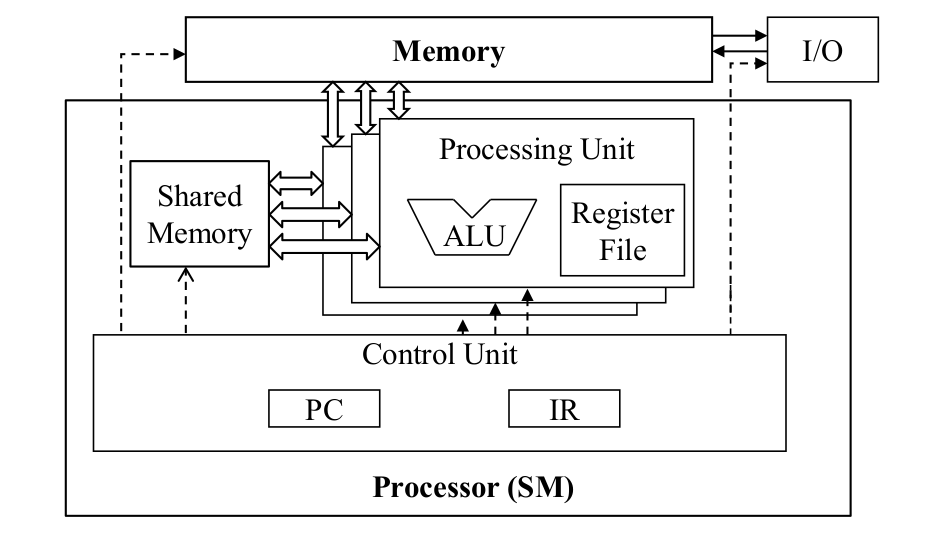 Memory
I/O
Processing Unit
Shared
Memory
ALU
Register
File
Control Unit
PC
IR
Processor (SM)